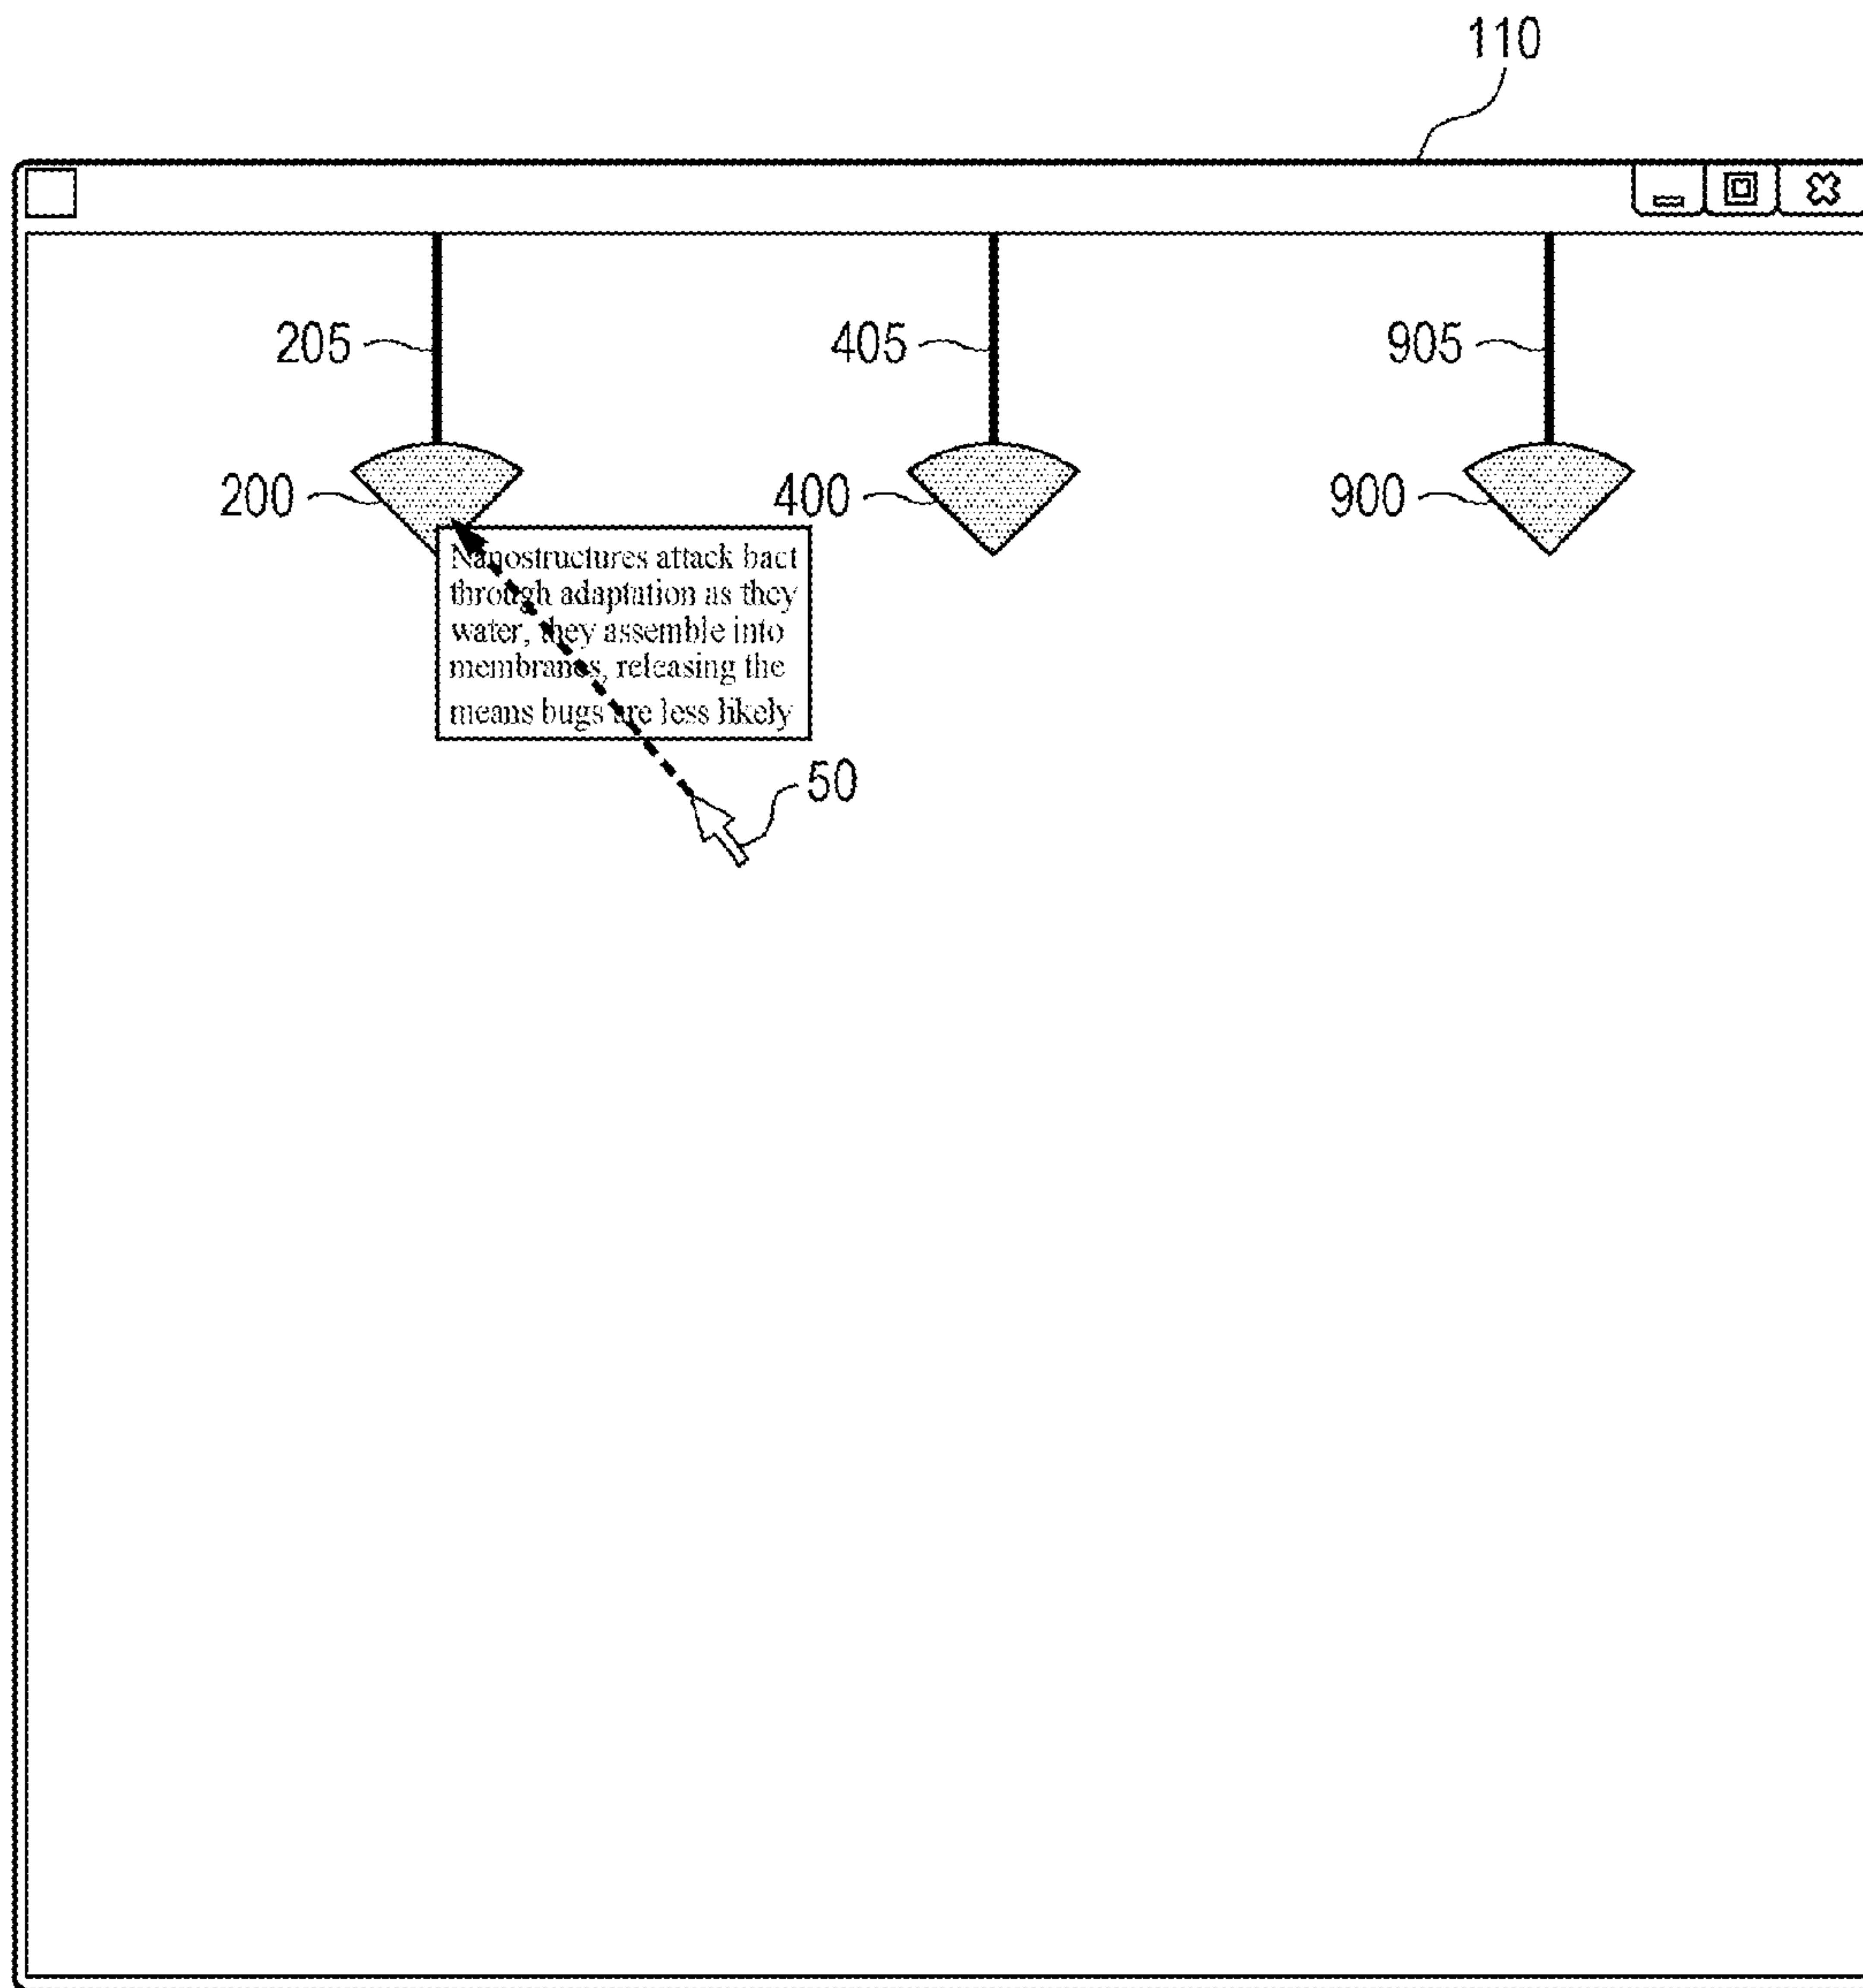 110
205
405
905
200
400
900
Nanostructures attack bact
through adaptation as they
water, they assemble into
membranes, releasing the
means bugs are less likely
50